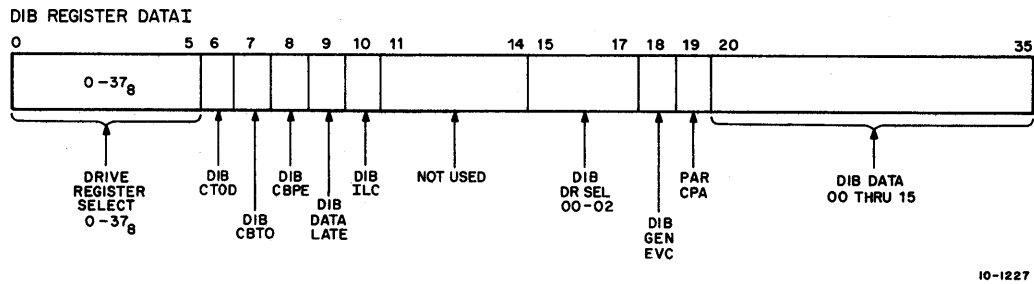 DIB REGISTER DATAI
0 5 6 7 8 9 10 11 14 15 17 18 19 20 35
0-37₈
DRIVE
REGISTER
SELECT
0-37₈
DIB
CTOD
DIB
CBTO
DIB
CBPE
DIB
DATA
LATE
DIB
ILC
NOT USED
DIB
DR SEL
00-02
DIB
GEN
EVC
PAR
CPA
DIB DATA
00 THRU 15
10-1227